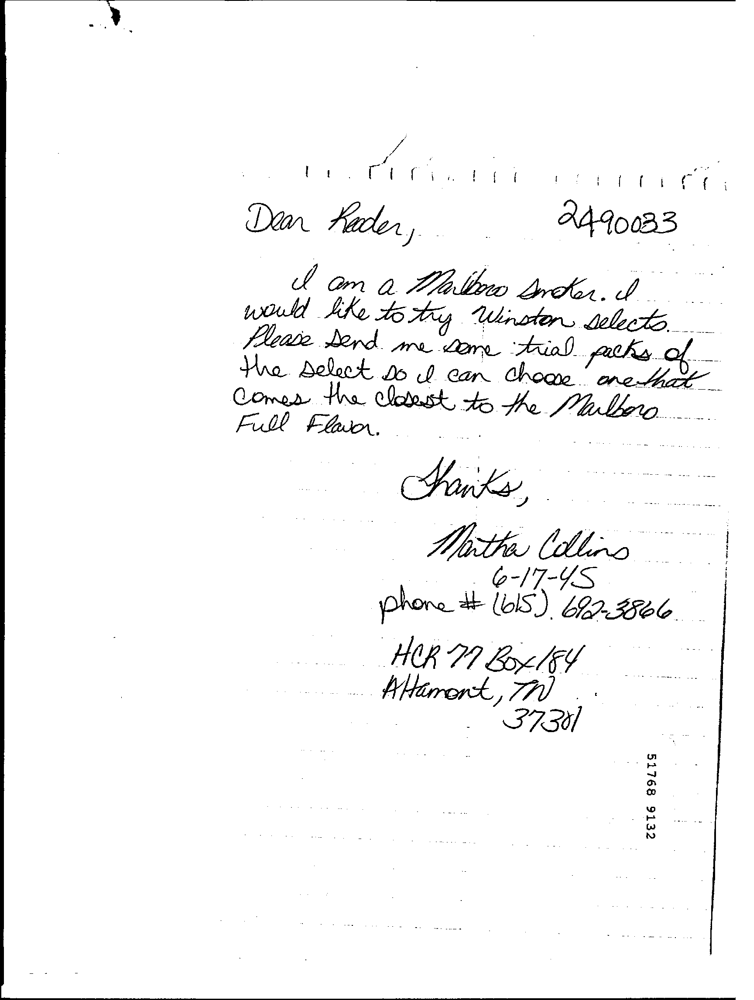 Dear Reader, 2490033
I am a Marlboro smoker. I
would like to try Winston selects.
Please send me some trial packs of
the select so I can choose one that
comes the closest to the Marlboro
Full Flavor.
Thanks,
Martha Collins
6-17-45
phone # (615) 692-3866
HCR 77 Box 184
Altamont, TN
37301
51768 9132